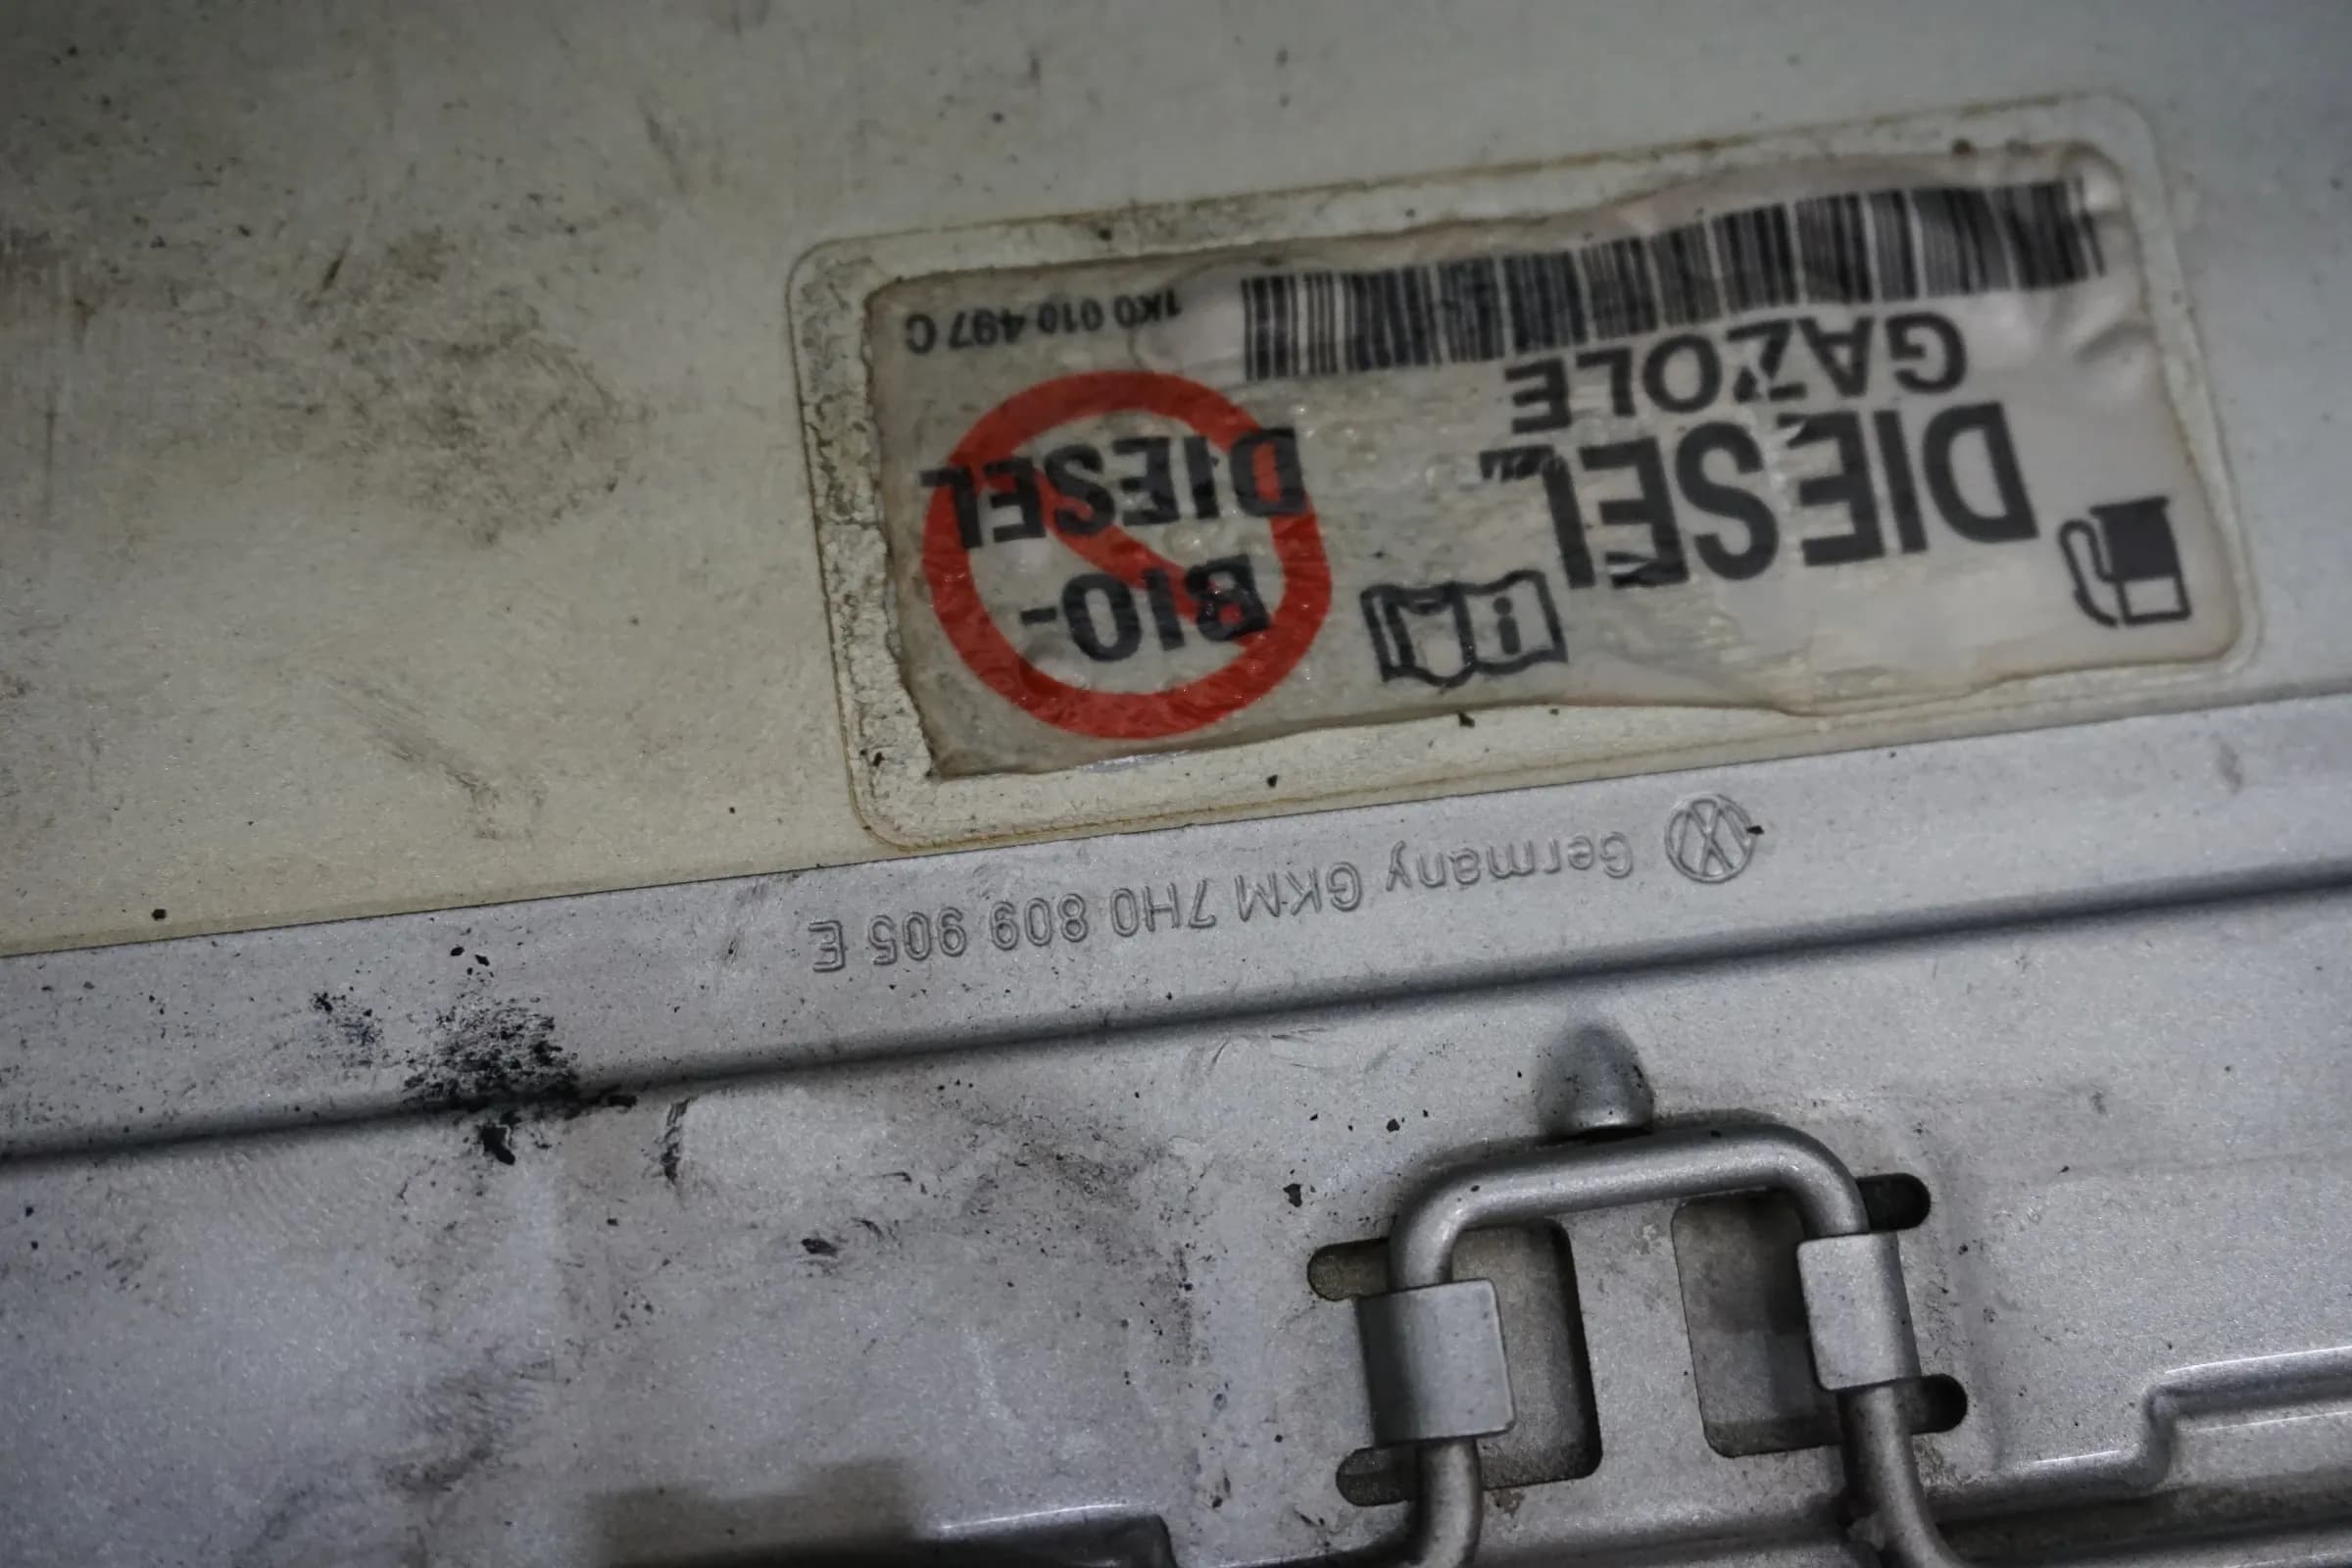 BIO-
DIESEL
DIESEL
GAZOLE
1K0 010 497 C
Germany GKM 7H0 809 905 E